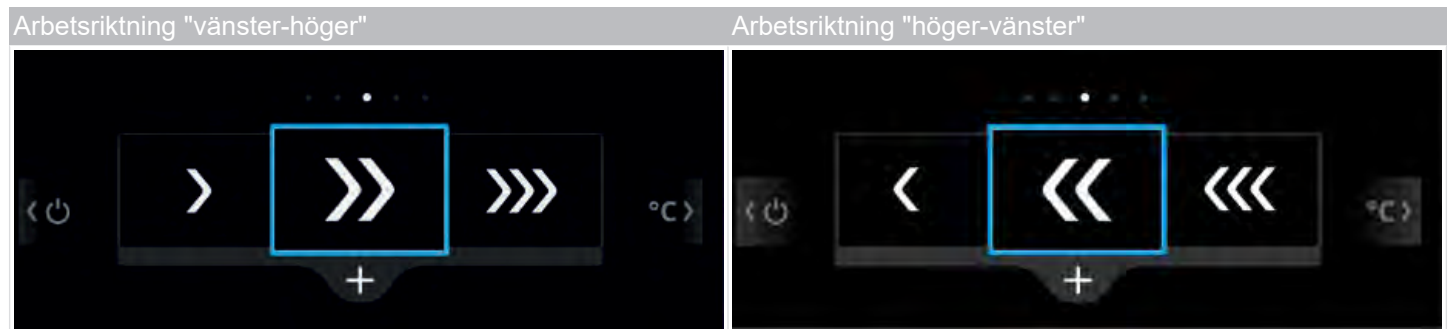 Arbetsriktning "vänster-höger"
Arbetsriktning "höger-vänster"
°C
°C